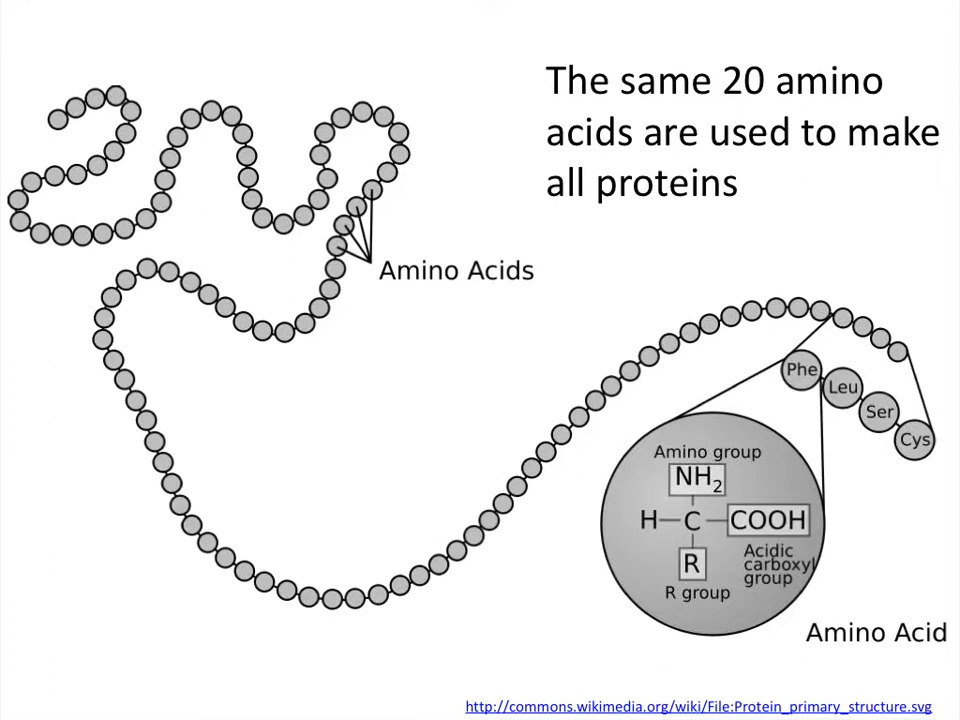 The same 20 amino
acids are used to make
all proteins
Amino Acids
Phe
Leu
Ser
Cys
Amino group
NH2
H—C—COOH
R
Acidic
carboxyl
group
R group
Amino Acid
http://commons.wikimedia.org/wiki/File:Protein_primary_structure.svg